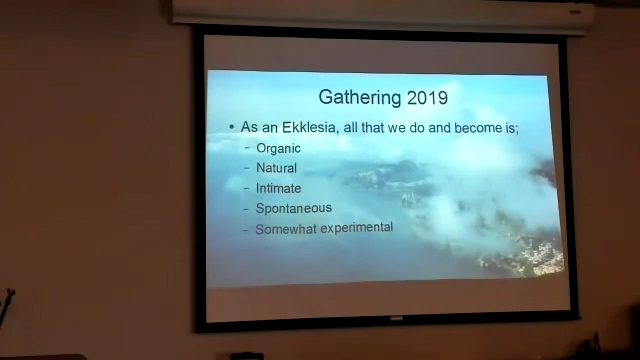 Gathering 2019
• As an Ekklesia, all that we do and become is;
– Organic
– Natural
– Intimate
– Spontaneous
– Somewhat experimental